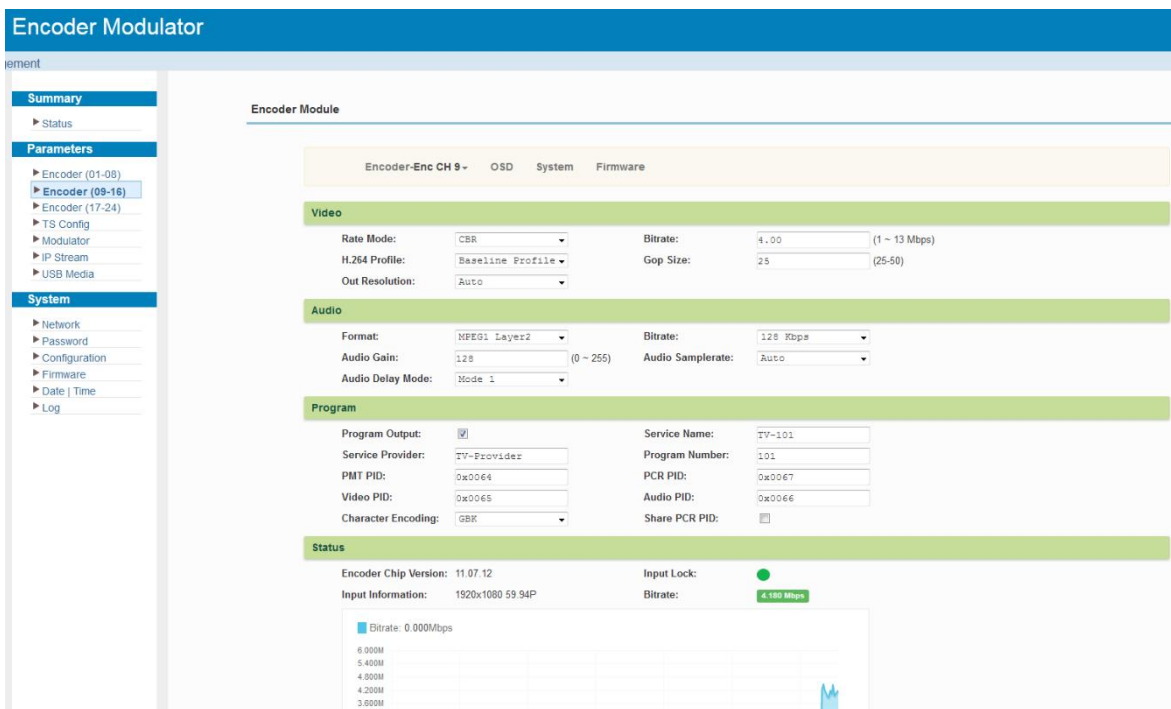 Encoder Modulator
ement
Summary
Status
Parameters
Encoder (01-08)
Encoder (09-16)
Encoder (17-24)
TS Config
Modulator
IP Stream
USB Media
System
Network
Password
Configuration
Firmware
Date | Time
Log
Encoder Module
Encoder-Enc CH 9 OSD System Firmware
Video
Rate Mode: CBR Bitrate: 4.00 (1 ~ 13 Mbps)
H.264 Profile: Baseline Profile Gop Size: 25 (25-50)
Out Resolution: Auto
Audio
Format: MPEG1 Layer2 Bitrate: 128 Kbps
Audio Gain: 128 (0 ~ 255) Audio Samplerate: Auto
Audio Delay Mode: Mode 1
Program
Program Output: Service Name: TV-101
Service Provider: TV-Provider Program Number: 101
PMT PID: 0x0064 PCR PID: 0x0067
Video PID: 0x0065 Audio PID: 0x0066
Character Encoding: GBK Share PCR PID:
Status
Encoder Chip Version: 11.07.12 Input Lock:
Input Information: 1920x1080 59.94P Bitrate: 4.180 Mbps
Bitrate: 0.000Mbps
6.000M
5.400M
4.800M
4.200M
3.600M